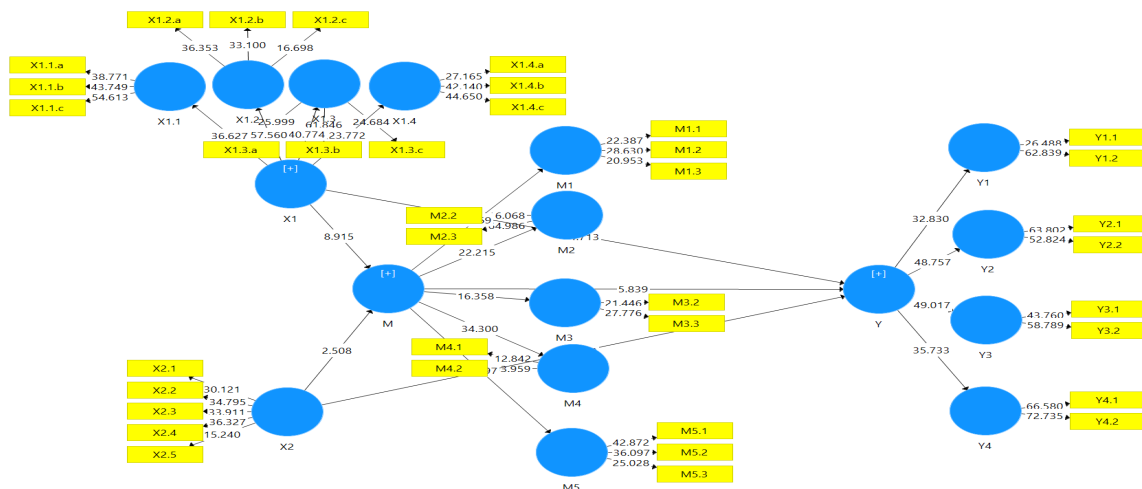 X1.2.a
X1.2.b
X1.2.c
36.353
33.100
16.698
X1.1.a
X1.1.b
X1.1.c
38.771
43.749
54.613
X1.4.a
X1.4.b
X1.4.c
27.165
42.140
44.650
X1.1
X1.2
X1.3
X1.4
36.627
57.560
25.999
40.774
61.846
23.772
24.684
X1.3.a
X1.3.b
X1.3.c
[+]
X1
8.915
M1.1
M1.2
M1.3
22.387
28.630
20.953
M1
M2.2
M2.3
6.068
64.986
M2
22.215
[+]
M
5.839
16.358
21.446
27.776
M3.2
M3.3
M3
34.300
M4.1
M4.2
12.842
3.959
M4
2.508
X2.1
X2.2
X2.3
X2.4
X2.5
30.121
34.795
33.911
36.327
15.240
X2
42.872
36.097
25.028
M5.1
M5.2
M5.3
M5
[+]
Y
32.830
48.757
49.017
35.733
26.488
62.839
Y1.1
Y1.2
Y1
63.802
52.824
Y2.1
Y2.2
Y2
43.760
58.789
Y3.1
Y3.2
Y3
66.580
72.735
Y4.1
Y4.2
Y4